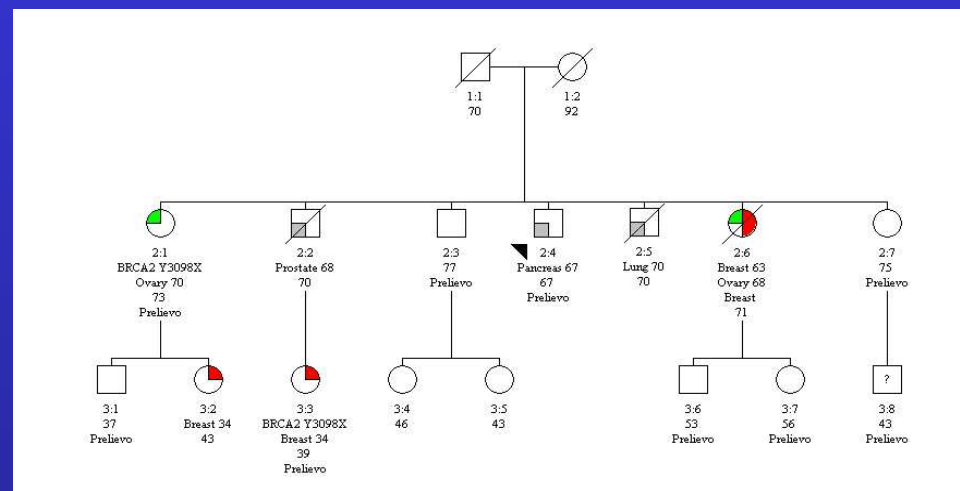 1:1
70
1:2
92
2:1
BRCA2 Y3098X
Ovary 70
73
Prelievo
2:2
Prostate 68
70
2:3
77
Prelievo
2:4
Pancreas 67
67
Prelievo
2:5
Lung 70
70
2:6
Breast 63
Ovary 68
Breast
71
2:7
75
Prelievo
3:1
37
Prelievo
3:2
Breast 34
43
3:3
BRCA2 Y3098X
Breast 34
39
Prelievo
3:4
46
3:5
43
3:6
53
Prelievo
3:7
56
Prelievo
?
3:8
43
Prelievo